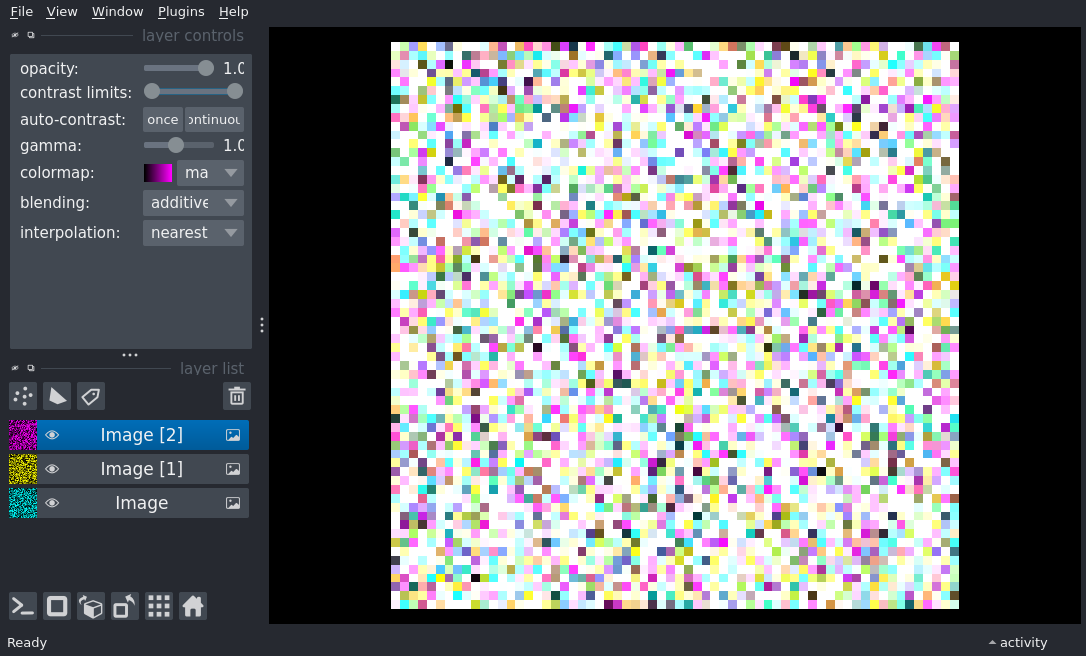 File View Window Plugins Help
layer controls
opacity: 1.0
contrast limits:
auto-contrast: once ontinuou
gamma: 1.0
colormap: ma
blending: additive
interpolation: nearest
layer list
Image [2]
Image [1]
Image
Ready activity